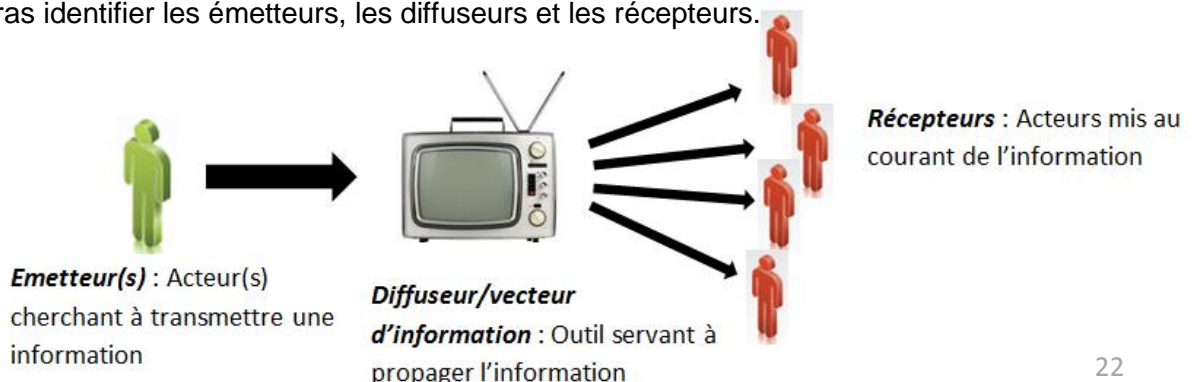 ras identifier les émetteurs, les diffuseurs et les récepteurs.
Récepteurs : Acteurs mis au
courant de l'information
Emetteur(s) : Acteur(s)
cherchant à transmettre une
information
Diffuseur/vecteur
d'information : Outil servant à
propager l'information
22